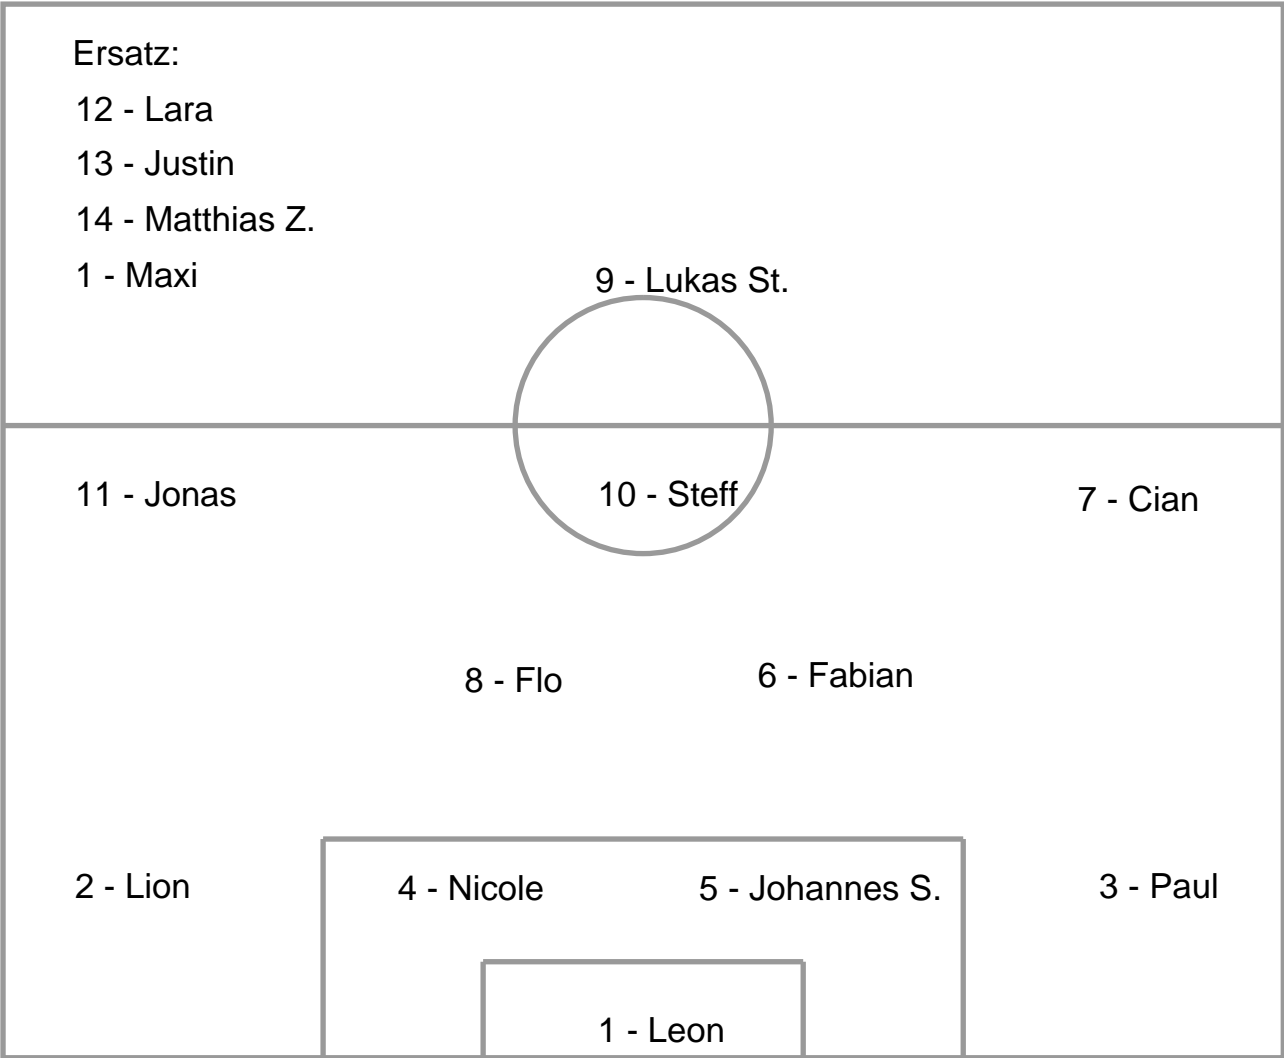 Ersatz:
12 - Lara
13 - Justin
14 - Matthias Z.
1 - Maxi
9 - Lukas St.
11 - Jonas
10 - Steff
7 - Cian
8 - Flo
6 - Fabian
2 - Lion
4 - Nicole
5 - Johannes S.
3 - Paul
1 - Leon